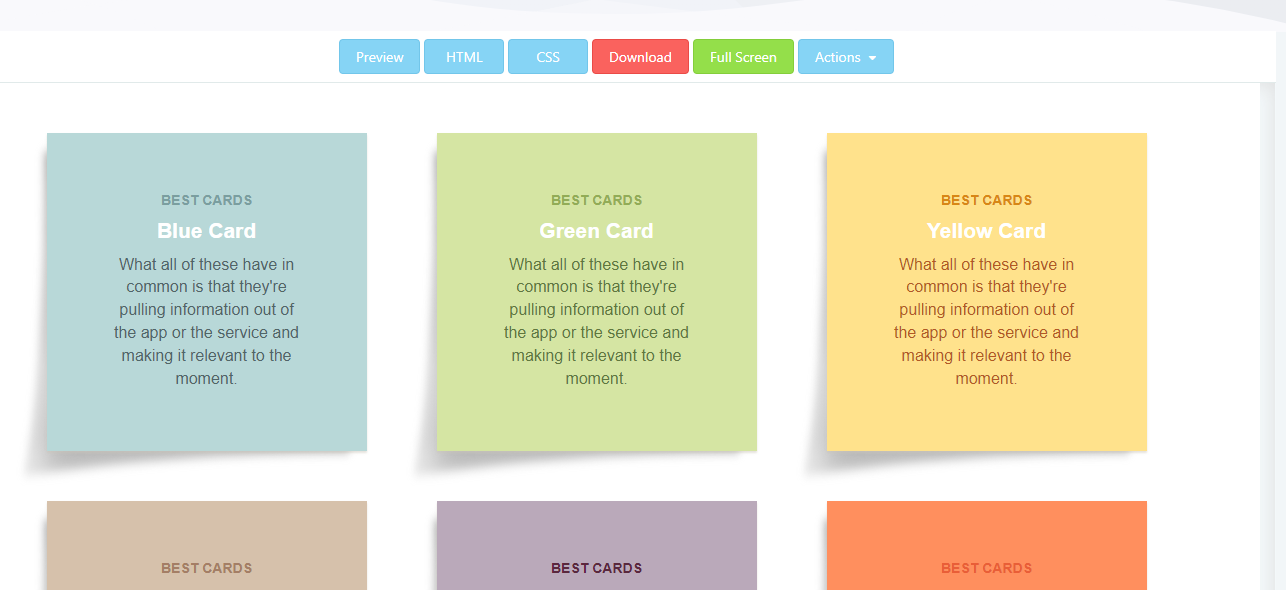 Preview HTML CSS Download Full Screen Actions
BEST CARDS
Blue Card
What all of these have in
common is that they're
pulling information out of
the app or the service and
making it relevant to the
moment.
BEST CARDS
Green Card
What all of these have in
common is that they're
pulling information out of
the app or the service and
making it relevant to the
moment.
BEST CARDS
Yellow Card
What all of these have in
common is that they're
pulling information out of
the app or the service and
making it relevant to the
moment.
BEST CARDS
BEST CARDS
BEST CARDS